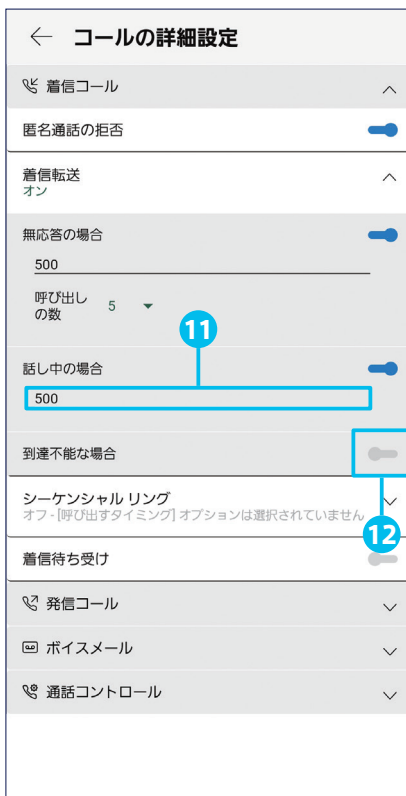 コールの詳細設定
着信コール
匿名通話の拒否
着信転送
オン
無応答の場合
500
呼び出し
の数
5
11
話し中の場合
500
到達不能な場合
シーケンシャル リング
オフ - [呼び出すタイミング] オプションは選択されていません
12
着信待ち受け
発信コール
ボイスメール
通話コントロール